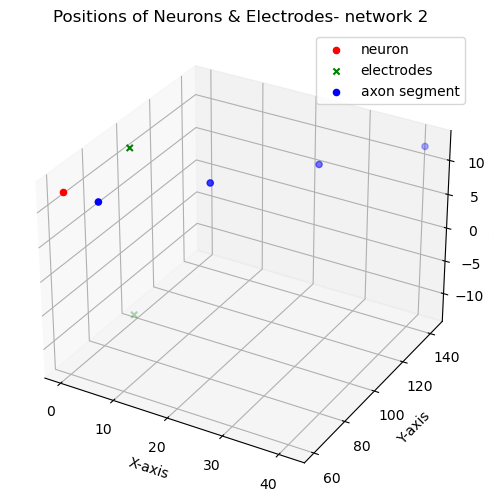 Positions of Neurons & Electrodes- network 2
neuron
electrodes
axon segment
10
5
0
−5
−10
140
120
100
80
60
Y-axis
0
10
20
30
40
X-axis